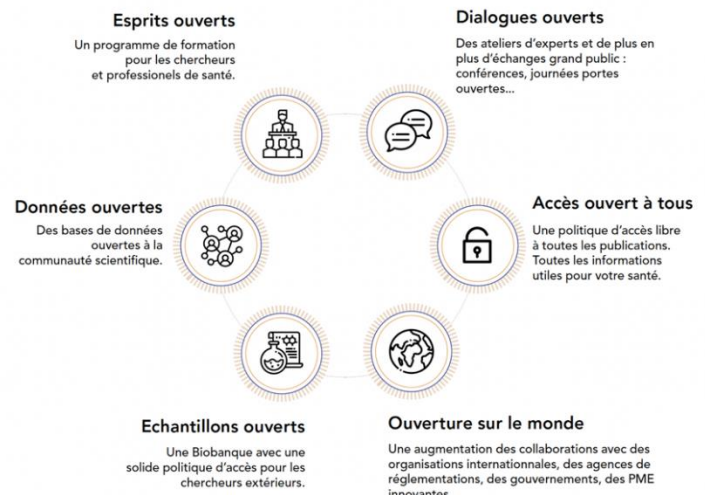 Esprits ouverts
Un programme de formation
pour les chercheurs
et professionels de santé.
Dialogues ouverts
Des ateliers d'experts et de plus en
plus d'échanges grand public :
conférences, journées portes
ouvertes...
Données ouvertes
Des bases de données
ouvertes à la
communauté scientifique.
Accès ouvert à tous
Une politique d'accès libre
à toutes les publications.
Toutes les informations
utiles pour votre santé.
Echantillons ouverts
Une Biobanque avec une
solide politique d'accès pour les
chercheurs extérieurs.
Ouverture sur le monde
Une augmentation des collaborations avec des
organisations internationnales, des agences de
réglementations, des gouvernements, des PME
innovantes